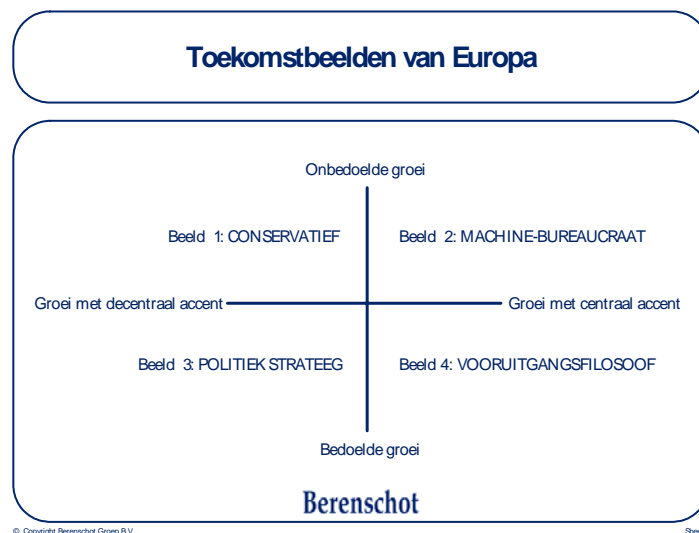 Toekomstbeelden van Europa
Onbedoelde groei
Beeld 1: CONSERVATIEF
Beeld 2: MACHINE-BUREAUCRAAT
Groei met decentraal accent
Groei met centraal accent
Beeld 3: POLITIEK STRATEEG
Beeld 4: VOORUITGANGSFILOSOOF
Bedoelde groei
Berenschot
© Copyright Berenschot Groep B.V.